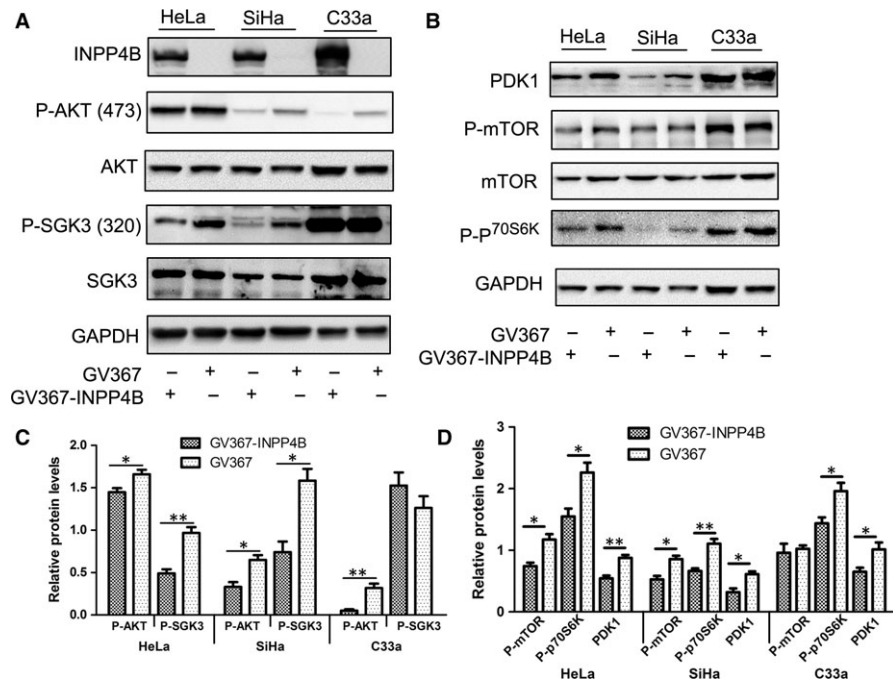 A
HeLa SiHa C33a
INPP4B
P-AKT (473)
AKT
P-SGK3 (320)
SGK3
GAPDH
GV367 – + – + – +
GV367-INPP4B + – + – + –
B
HeLa SiHa C33a
PDK1
P-mTOR
mTOR
P-P70S6K
GAPDH
GV367 – + – + – +
GV367-INPP4B + – + – + –
C
GV367-INPP4B
GV367
Relative protein levels
2.0
1.5
1.0
0.5
0.0
* ** * * **
P-AKT P-SGK3 P-AKT P-SGK3 P-AKT P-SGK3
HeLa SiHa C33a
D
GV367-INPP4B
GV367
Relative protein levels
3
2
1
0
* * ** * ** * * *
P-mTOR P-p70S6K PDK1 P-mTOR P-p70S6K PDK1 P-mTOR P-p70S6K PDK1
HeLa SiHa C33a